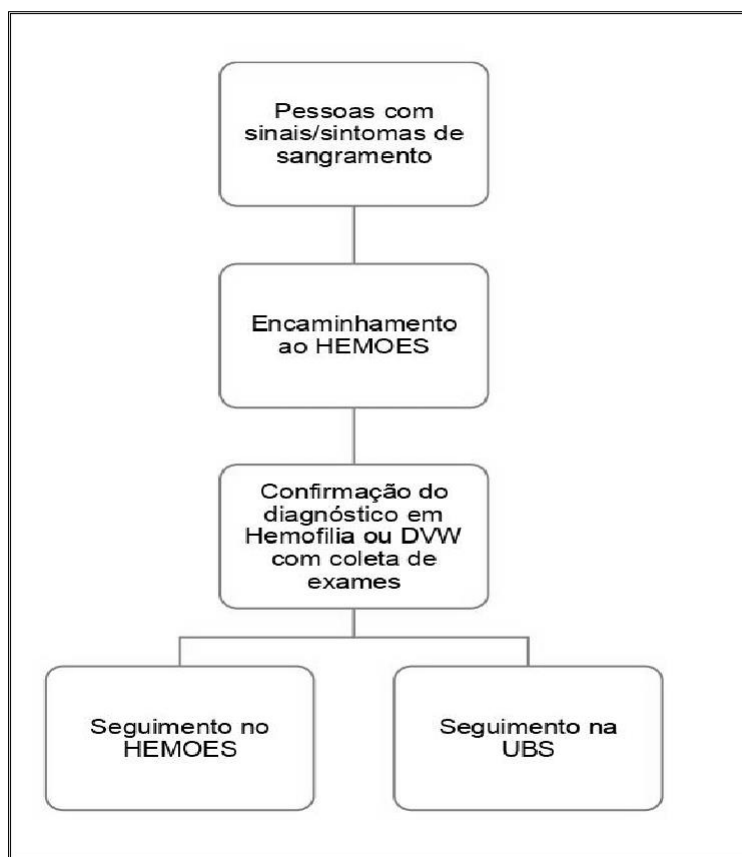 Pessoas com
sinais/sintomas de
sangramento
Encaminhamento
ao HEMOES
Confirmação do
diagnóstico em
Hemofilia ou DVW
com coleta de
exames
Seguimento no
HEMOES
Seguimento na
UBS